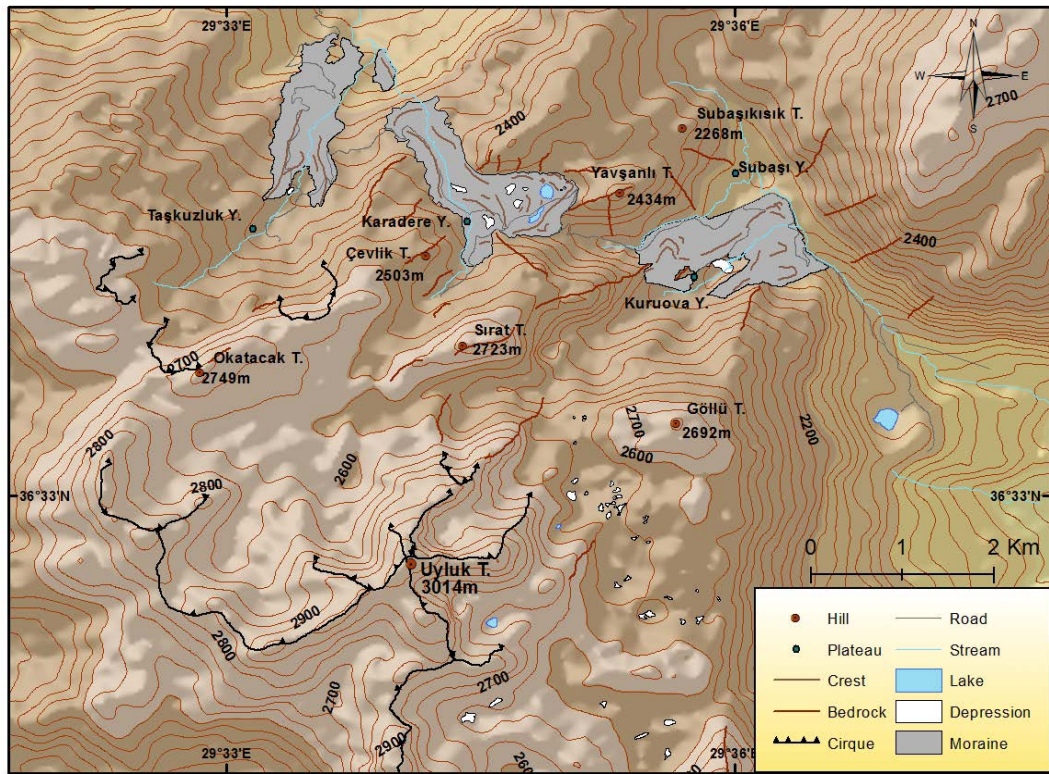 29°33'E
29°36'E
N
W
E
S
2700
Subaşıkısık T.
2268m
2400
Subaşı Y.
Yavşanlı T.
2434m
Taşkuzluk Y.
Karadere Y.
Çevlik T.
2503m
2400
Kuruova Y.
Sırat T.
2723m
2700
Okatacak T.
2749m
Göllü T.
2692m
2700
2600
2200
2800
2800
2600
36°33'N
36°33'N
0 1 2 Km
Uyluk T.
3014m
2900
2800
2700
2700
2900
29°33'E
29°36'E
Hill
Road
Plateau
Stream
Crest
Lake
Bedrock
Depression
Cirque
Moraine